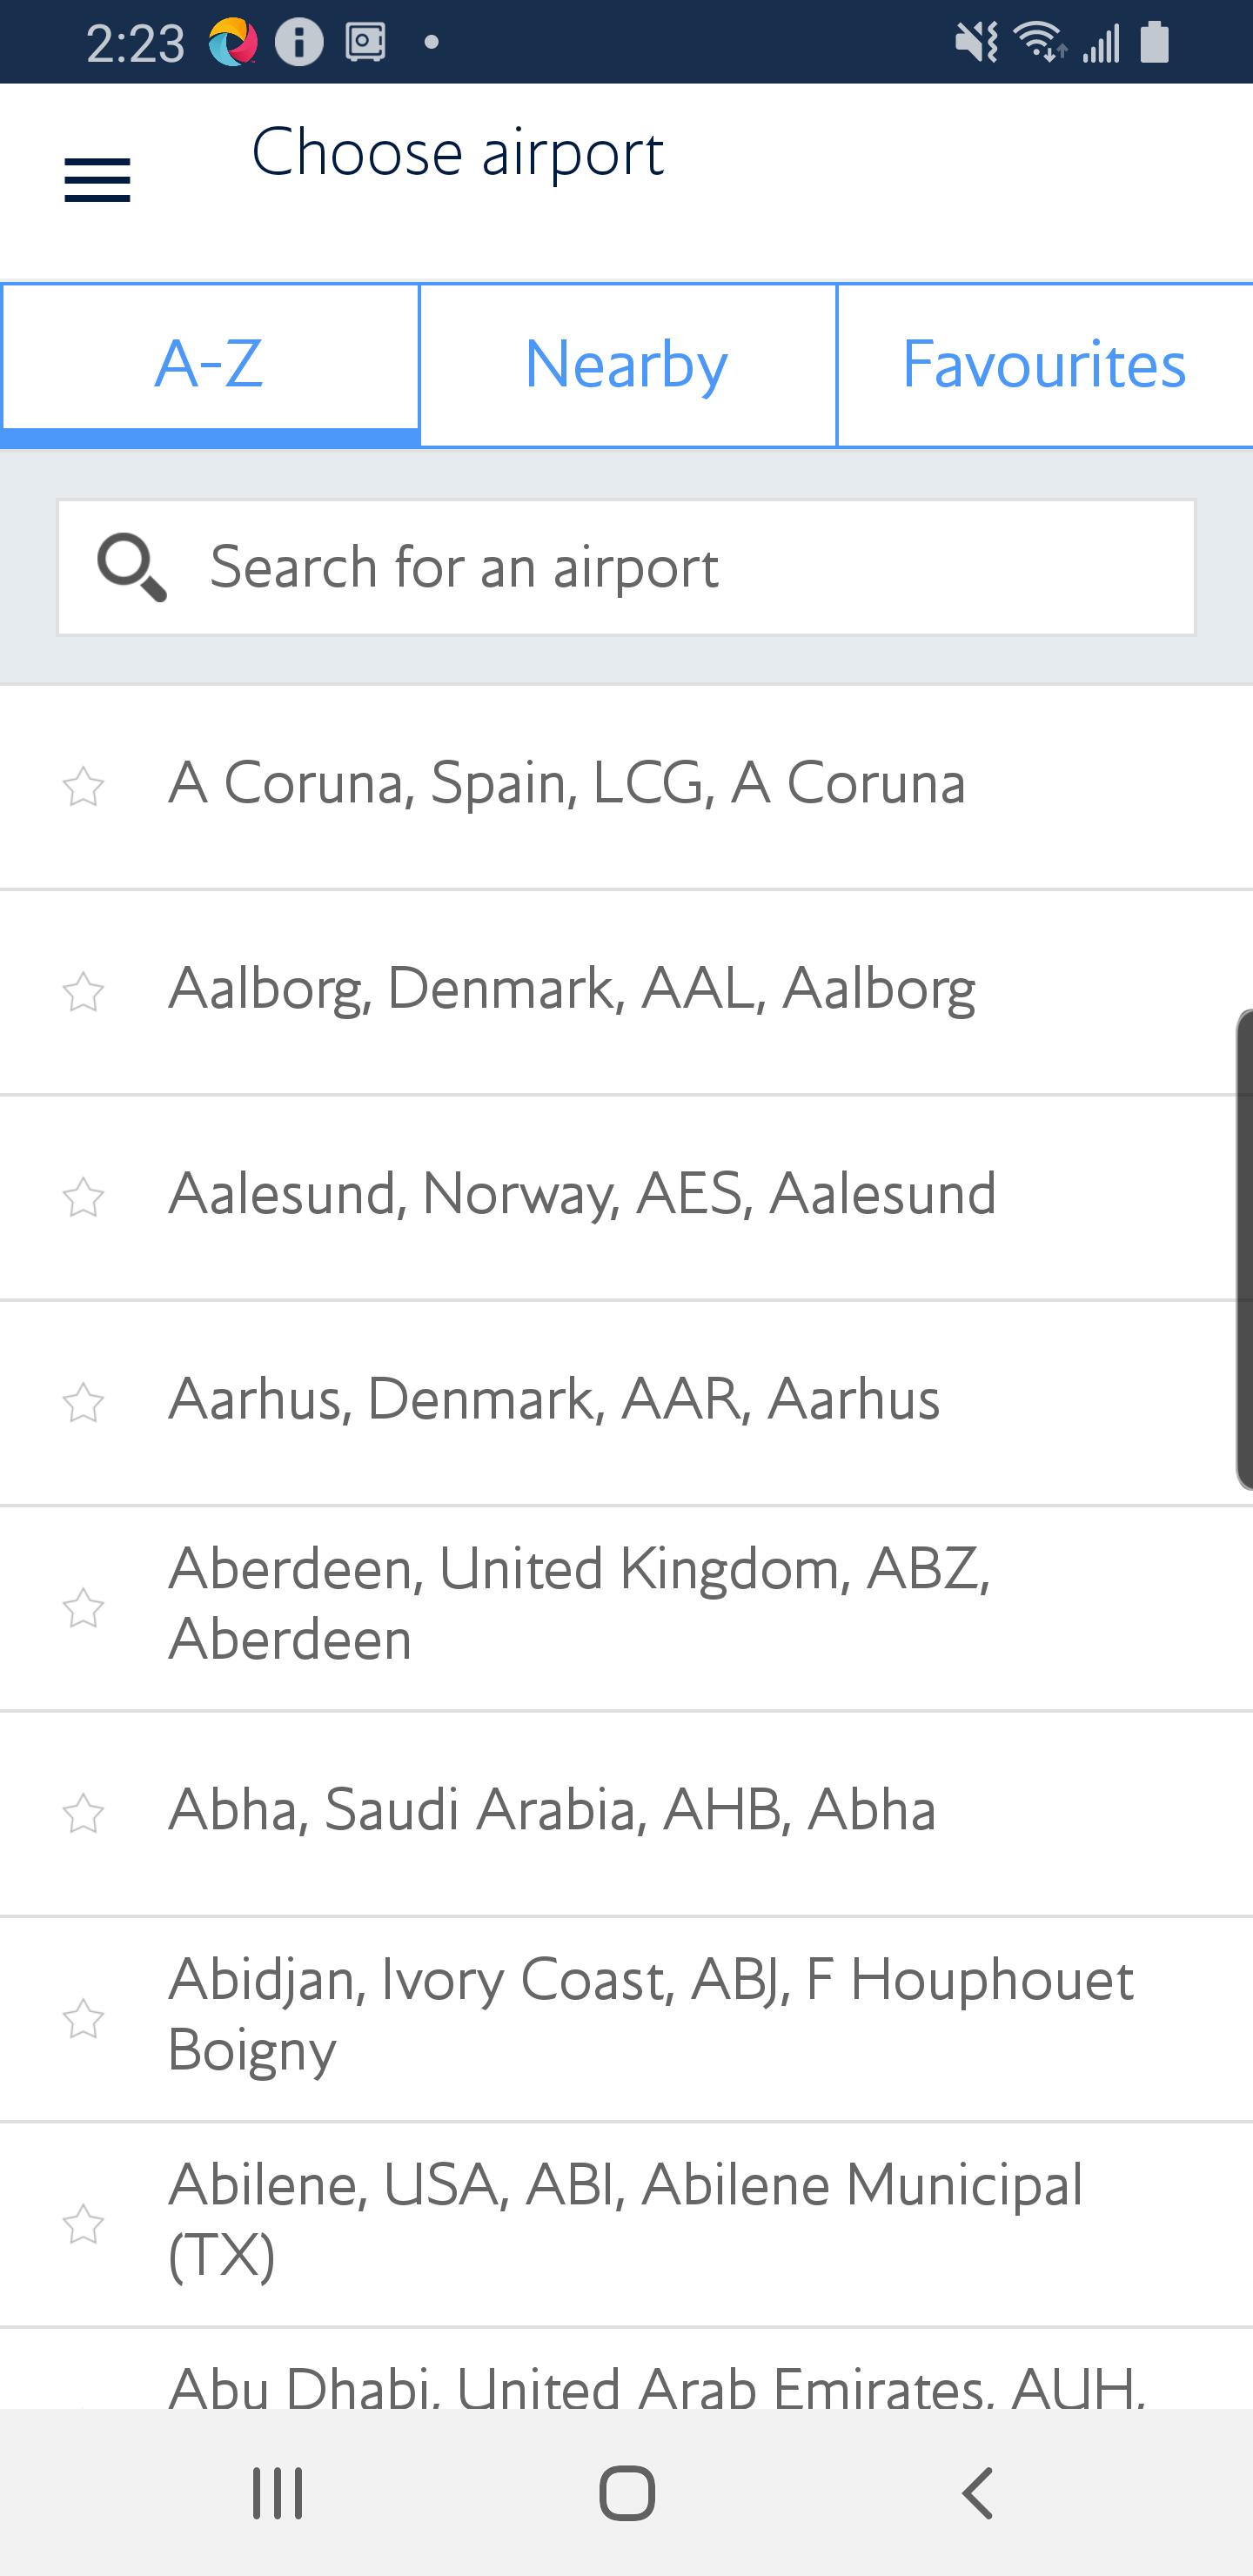 2:23
Choose airport
A-Z
Nearby
Favourites
Search for an airport
A Coruna, Spain, LCG, A Coruna
Aalborg, Denmark, AAL, Aalborg
Aalesund, Norway, AES, Aalesund
Aarhus, Denmark, AAR, Aarhus
Aberdeen, United Kingdom, ABZ,
Aberdeen
Abha, Saudi Arabia, AHB, Abha
Abidjan, Ivory Coast, ABJ, F Houphouet
Boigny
Abilene, USA, ABI, Abilene Municipal
(TX)
Abu Dhabi, United Arab Emirates, AUH,